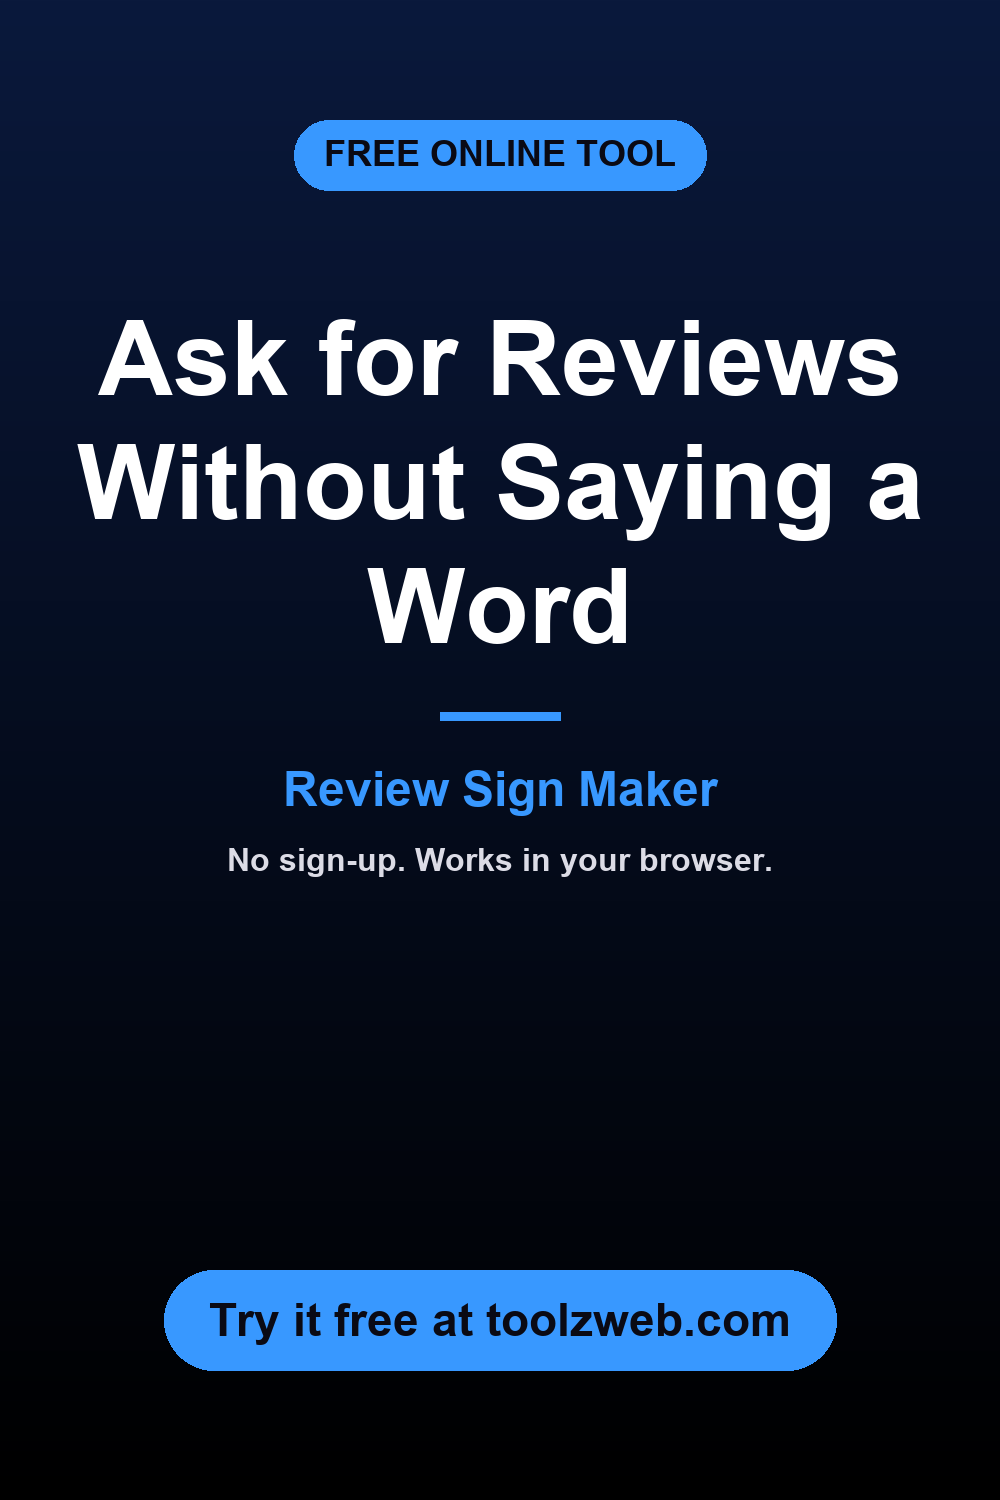 FREE ONLINE TOOL
Ask for Reviews
Without Saying a
Word
Review Sign Maker
No sign-up. Works in your browser.
Try it free at toolzweb.com